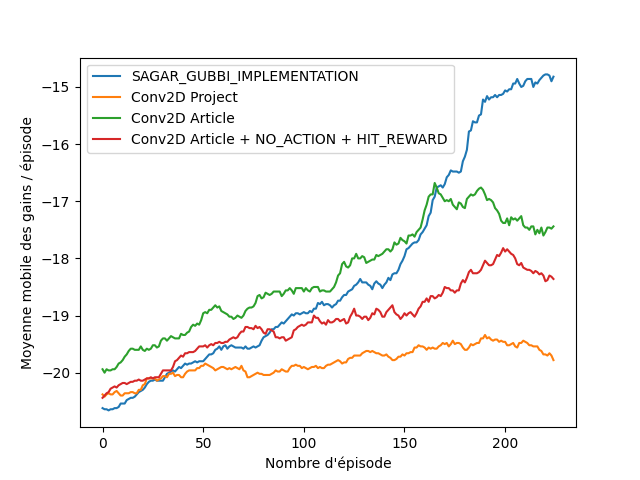 SAGAR_GUBBI_IMPLEMENTATION
Conv2D Project
Conv2D Article
Conv2D Article + NO_ACTION + HIT_REWARD
Moyenne mobile des gains / épisode
−15
−16
−17
−18
−19
−20
0 50 100 150 200
Nombre d'épisode